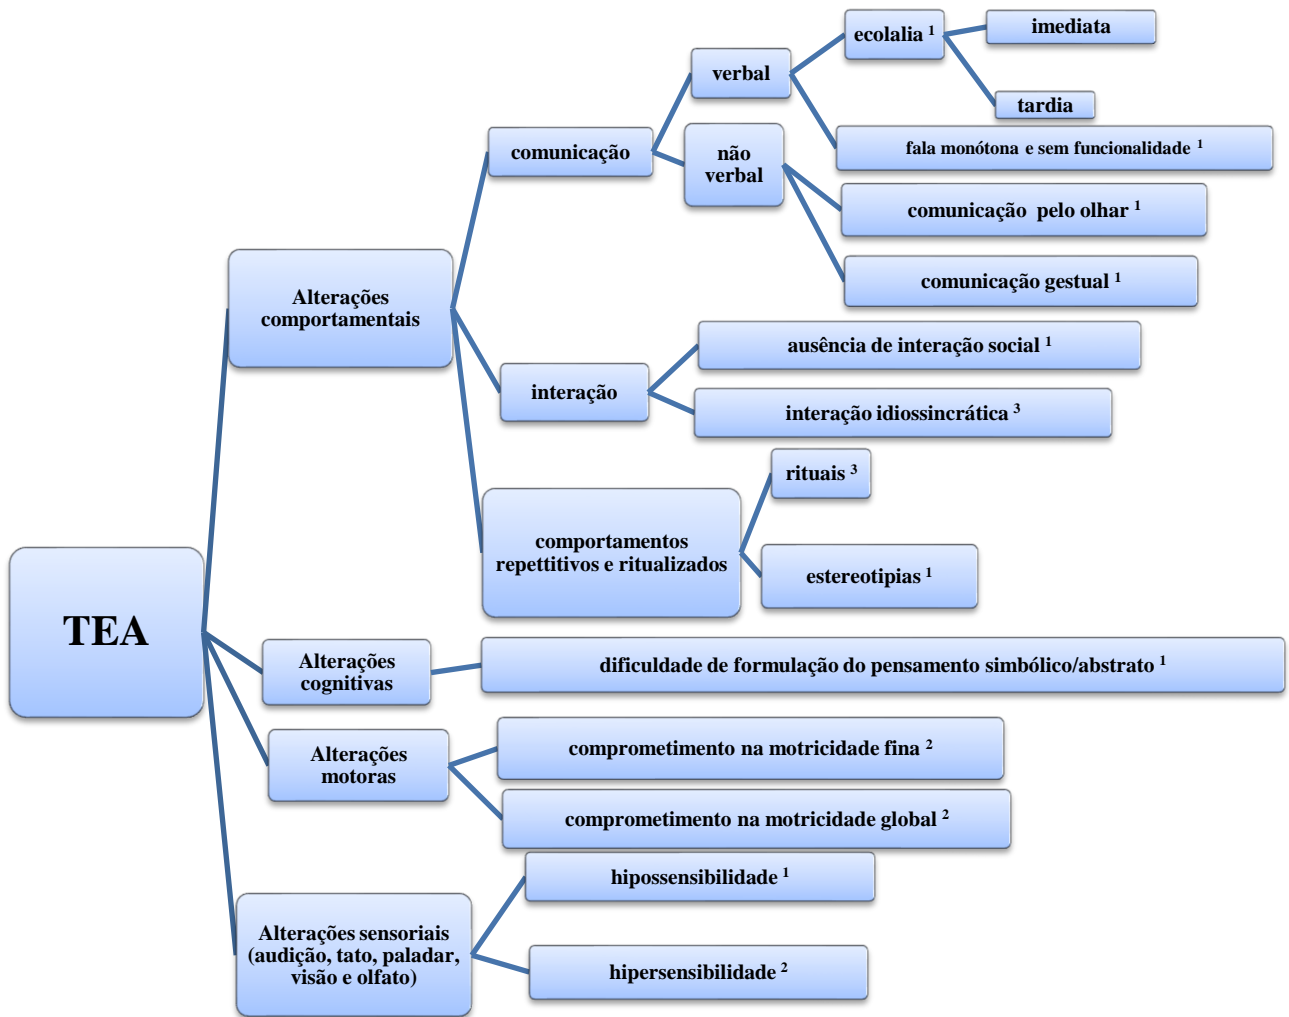 TEA
Alterações
comportamentais
comunicação
verbal
ecolalia ¹
imediata
tardia
fala monótona e sem funcionalidade ¹
não
verbal
comunicação pelo olhar ¹
comunicação gestual ¹
interação
ausência de interação social ¹
interação idiossincrática ³
comportamentos
repettitivos e ritualizados
rituais ³
estereotipias ¹
Alterações
cognitivas
dificuldade de formulação do pensamento simbólico/abstrato ¹
Alterações
motoras
comprometimento na motricidade fina ²
comprometimento na motricidade global ²
Alterações sensoriais
(audição, tato, paladar,
visão e olfato)
hipossensibilidade ¹
hipersensibilidade ²